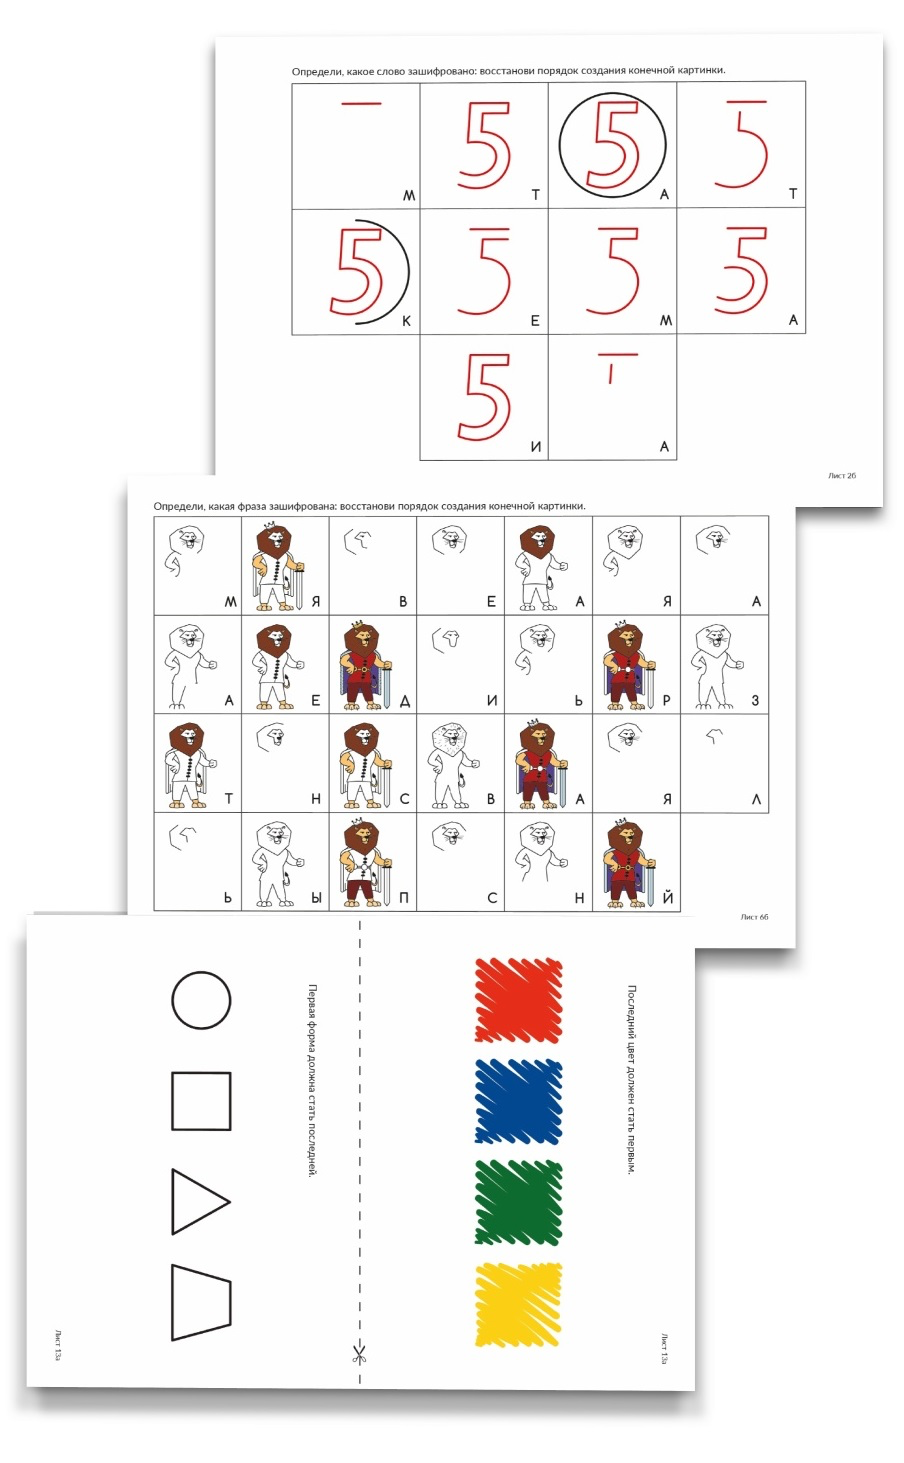 Определи, какое слово зашифровано: восстанови порядок создания конечной картинки.
М Т А Т
К Е М А
И А
Лист 2б
Определи, какая фраза зашифрована: восстанови порядок создания конечной картинки.
М Я В Е А Я А
А Е Д И Ь Р З
Т Н С В А Я Л
Ь Ы П С Н Й
Лист 6б
Последний цвет должен стать первым.
Лист 13а
Первая форма должна стать последней.
Лист 13а